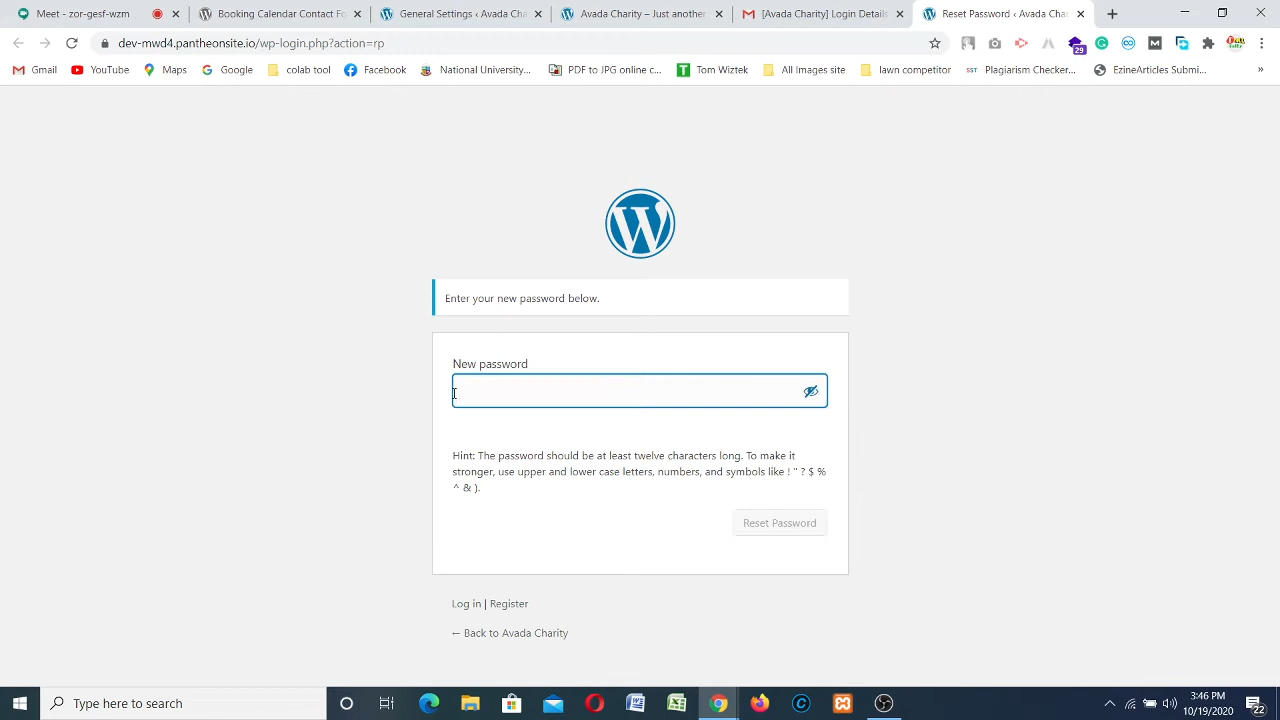 Meet - zor-gesf-wzm
Booking Calendar Contact Fo
General Settings ‹ Avada Cha
Avada Charity – Just another
[Avada Charity] Login Details
Reset Password ‹ Avada Char
dev-mwd4.pantheonsite.io/wp-login.php?action=rp
29
Gmail
YouTube
Maps
Google
colab tool
Facebook
National University...
PDF to JPG online c...
Tom Wiztek
All Images site
lawn competitor
SST
Plagiarism Checker...
EzineArticles Submi...
»
Enter your new password below.
New password
Hint: The password should be at least twelve characters long. To make it
stronger, use upper and lower case letters, numbers, and symbols like ! " ? $ %
^ & ).
Reset Password
Log in | Register
← Back to Avada Charity
Type here to search
3:46 PM
10/19/2020
22